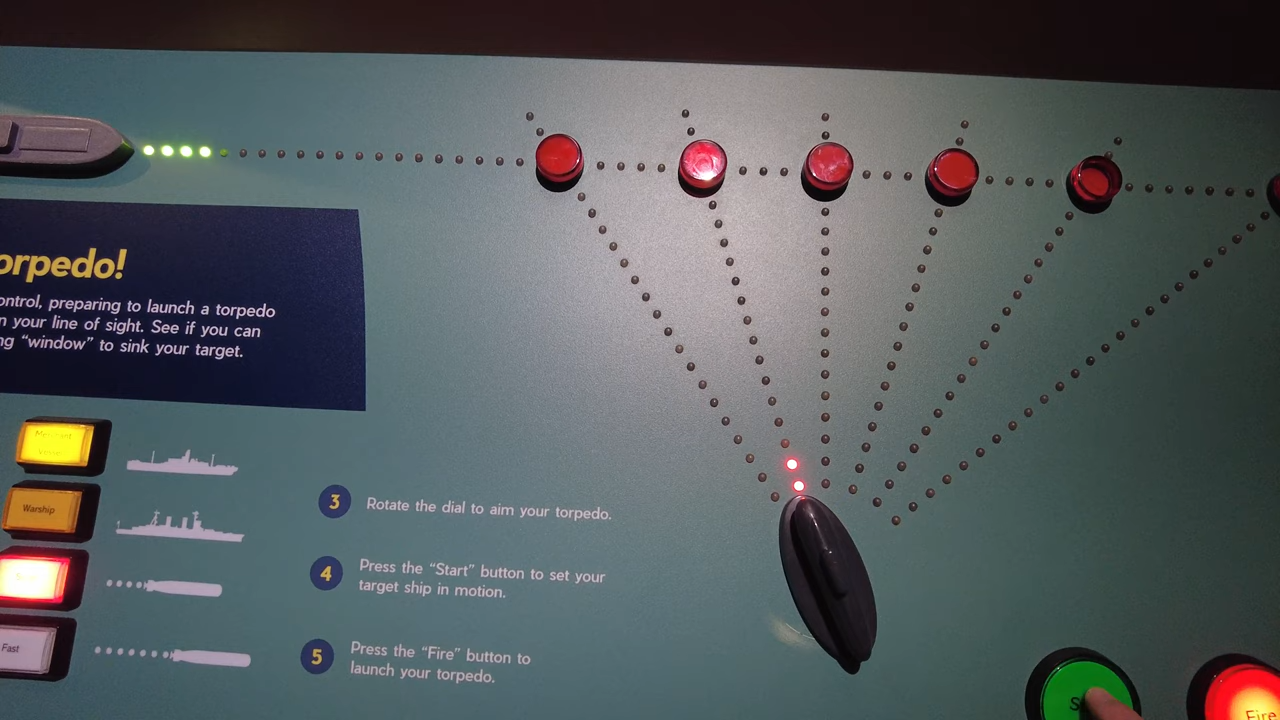 orpedo!
ontrol, preparing to launch a torpedo
n your line of sight. See if you can
ng “window” to sink your target.
Merchant
Warship
Fast
3 Rotate the dial to aim your torpedo.
4 Press the “Start” button to set your
target ship in motion.
5 Press the “Fire” button to
launch your torpedo.
Fire